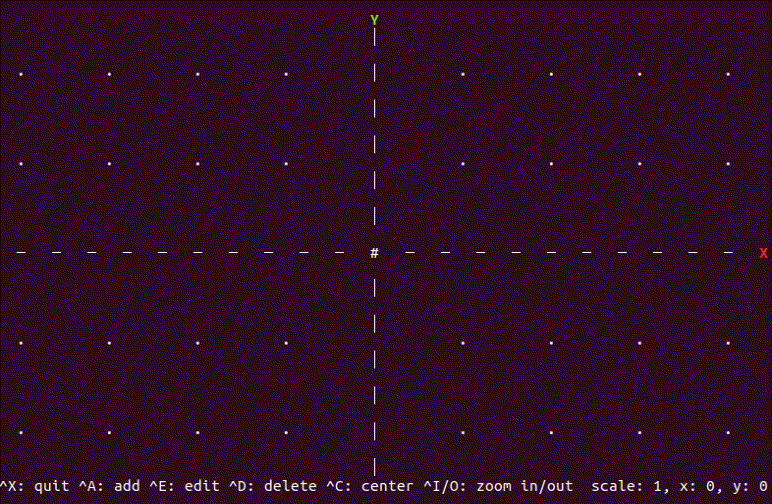 Y
# X
^X: quit ^A: add ^E: edit ^D: delete ^C: center ^I/O: zoom in/out scale: 1, x: 0, y: 0